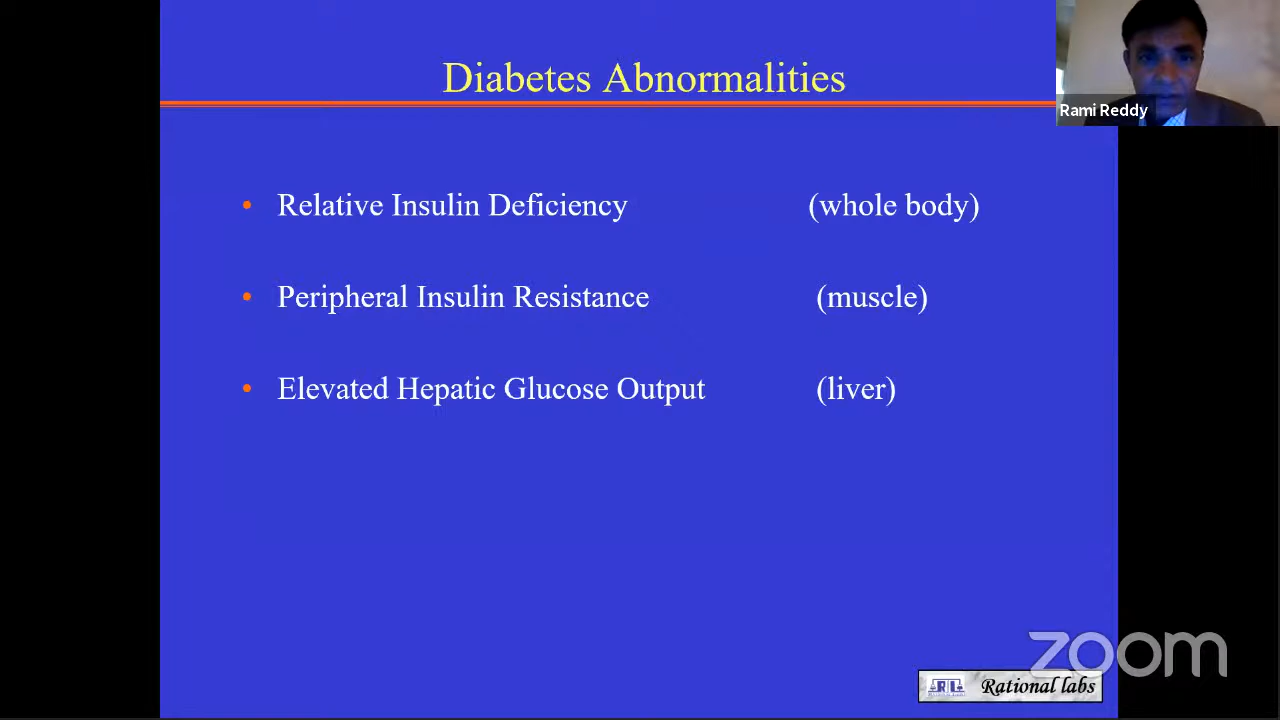 Diabetes Abnormalities
Rami Reddy
• Relative Insulin Deficiency (whole body)
• Peripheral Insulin Resistance (muscle)
• Elevated Hepatic Glucose Output (liver)
zoom
RL Rational labs